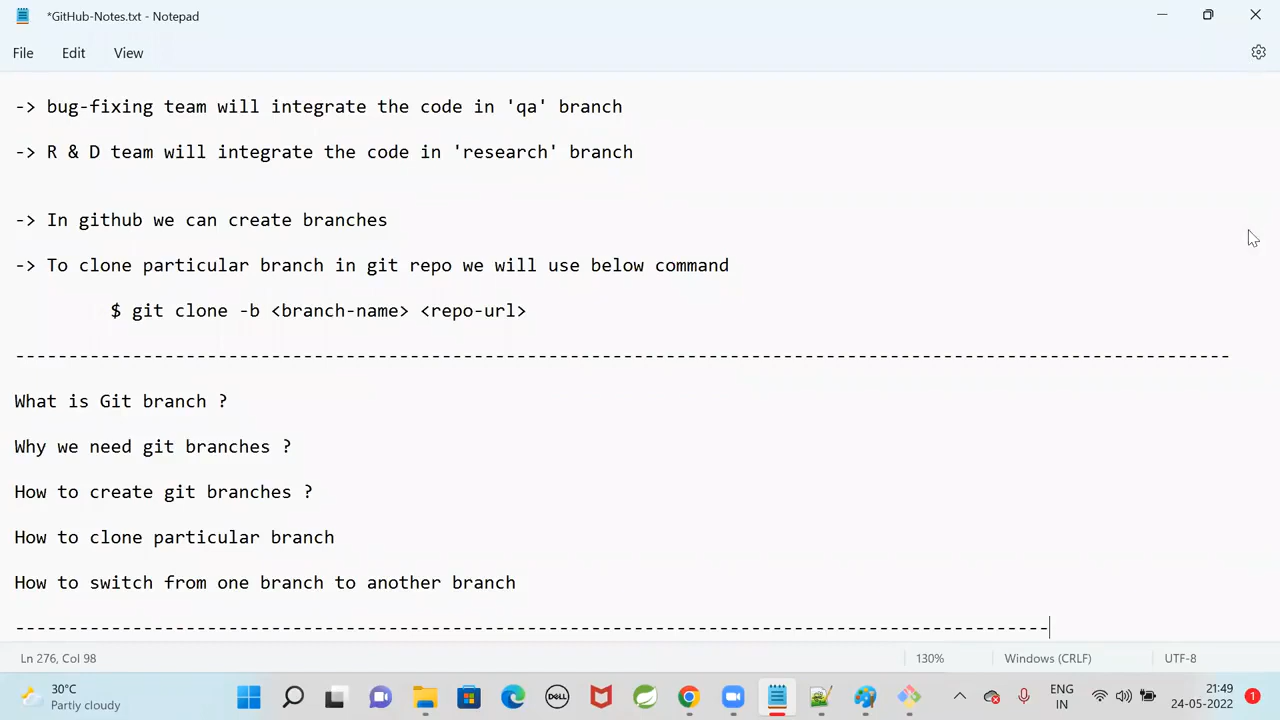 *GitHub-Notes.txt - Notepad
File Edit View
-> bug-fixing team will integrate the code in 'qa' branch
-> R & D team will integrate the code in 'research' branch
-> In github we can create branches
-> To clone particular branch in git repo we will use below command
$ git clone -b <branch-name> <repo-url>
------------------------------------------------------------------------------------------------------------------
What is Git branch ?
Why we need git branches ?
How to create git branches ?
How to clone particular branch
How to switch from one branch to another branch
-------------------------------------------------------------------------------------------------
Ln 276, Col 98 130% Windows (CRLF) UTF-8
30°C
Partly cloudy
DELL
ENG
IN
21:49
24-05-2022
1